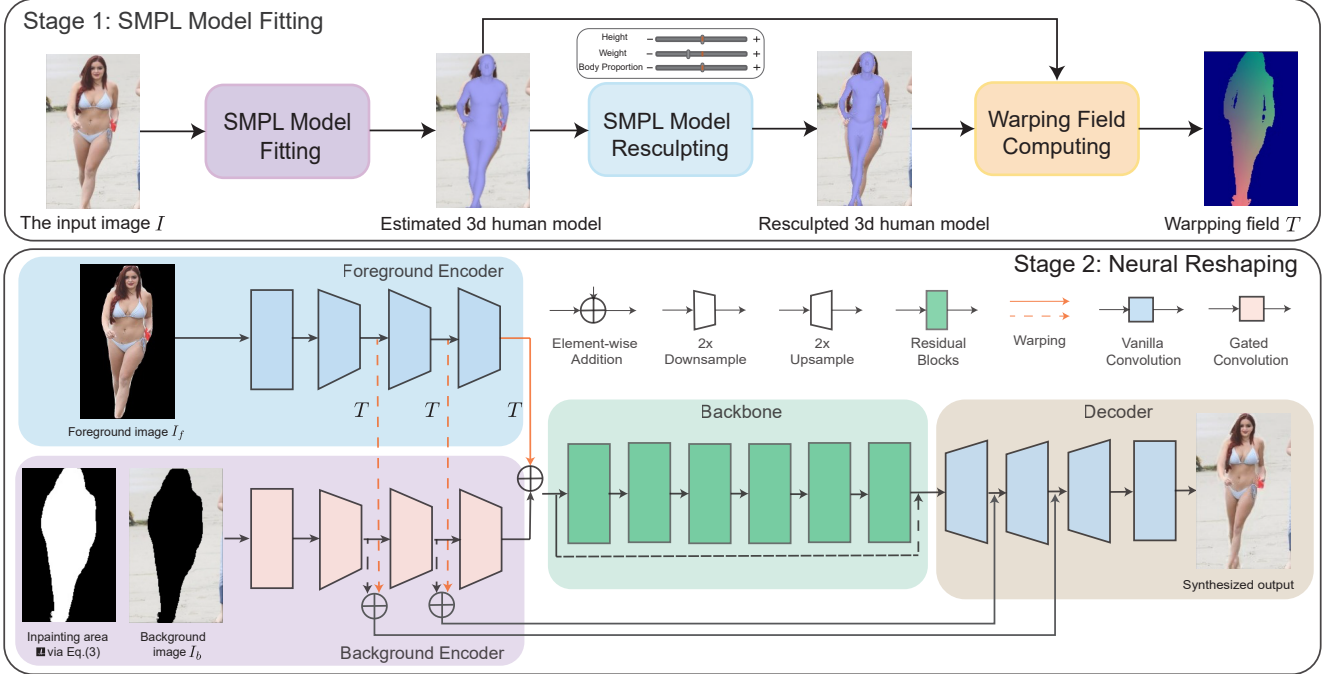 Stage 1: SMPL Model Fitting
Height
− +
Weight
− +
Body Proportion
− +
SMPL Model
Fitting
SMPL Model
Resculpting
Warping Field
Computing
The input image I
Estimated 3d human model
Resculpted 3d human model
Warpping field T
Stage 2: Neural Reshaping
Foreground Encoder
Element-wise
Addition
2x
Downsample
2x
Upsample
Residual
Blocks
Warping
Vanilla
Convolution
Gated
Convolution
T T T
Foreground image I_f
Backbone
Decoder
Synthesized output
Inpainting area
via Eq.(3)
Background
image I_b
Background Encoder